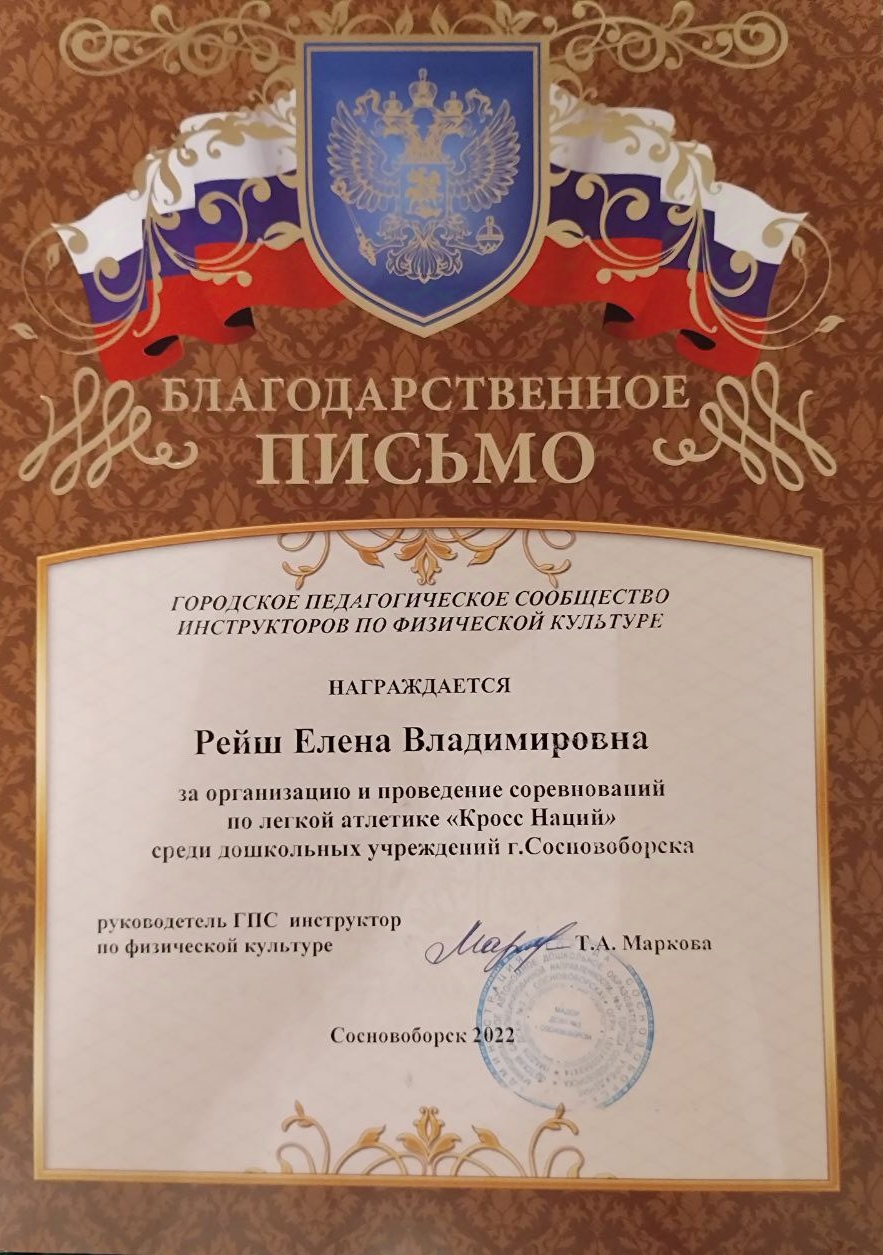 БЛАГОДАРСТВЕННОЕ
ПИСЬМО
ГОРОДСКОЕ ПЕДАГОГИЧЕСКОЕ СООБЩЕСТВО
ИНСТРУКТОРОВ ПО ФИЗИЧЕСКОЙ КУЛЬТУРЕ
НАГРАЖДАЕТСЯ
Рейш Елена Владимировна
за организацию и проведение соревнований
по легкой атлетике «Кросс Наций»
среди дошкольных учреждений г.Сосновоборска
руководетель ГПС инструктор
по физической культуре
Т.А. Маркова
Сосновоборск 2022